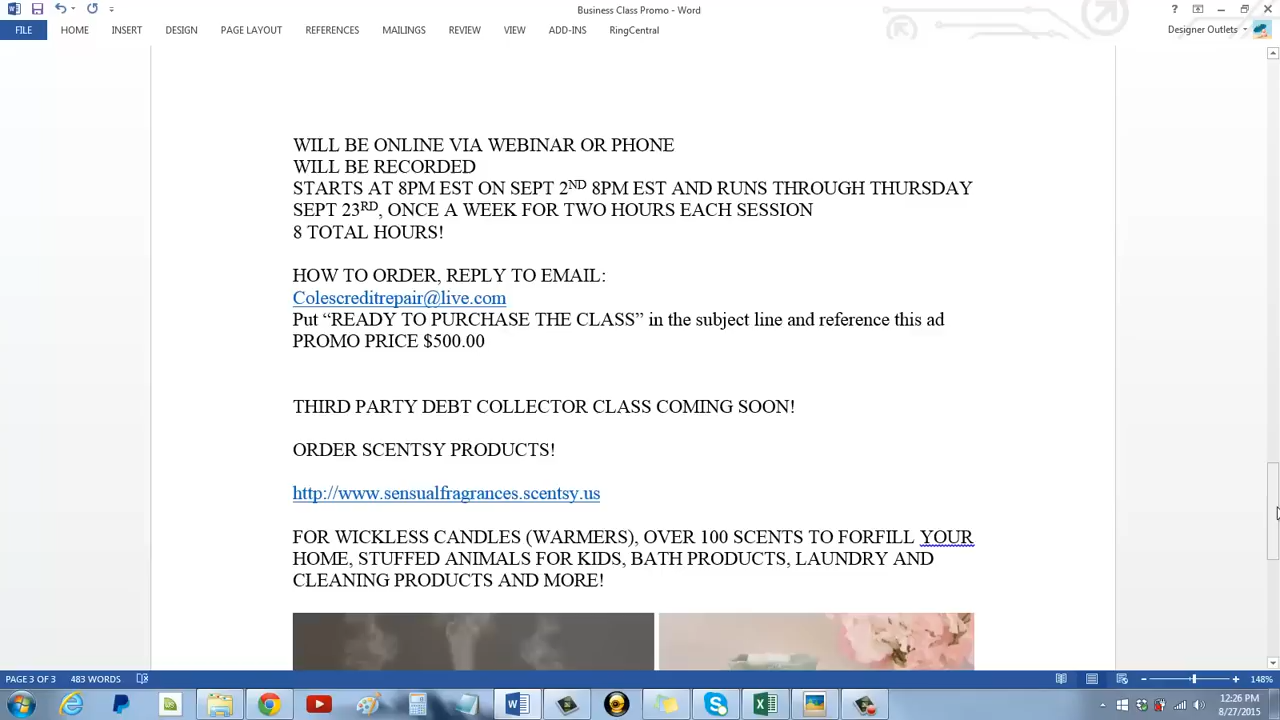 Business Class Promo - Word
FILE HOME INSERT DESIGN PAGE LAYOUT REFERENCES MAILINGS REVIEW VIEW ADD-INS RingCentral Designer Outlets
WILL BE ONLINE VIA WEBINAR OR PHONE
WILL BE RECORDED
STARTS AT 8PM EST ON SEPT 2ND 8PM EST AND RUNS THROUGH THURSDAY
SEPT 23RD, ONCE A WEEK FOR TWO HOURS EACH SESSION
8 TOTAL HOURS!
HOW TO ORDER, REPLY TO EMAIL:
Colescreditrepair@live.com
Put “READY TO PURCHASE THE CLASS” in the subject line and reference this ad
PROMO PRICE $500.00
THIRD PARTY DEBT COLLECTOR CLASS COMING SOON!
ORDER SCENTSY PRODUCTS!
http://www.sensualfragrances.scentsy.us
FOR WICKLESS CANDLES (WARMERS), OVER 100 SCENTS TO FORFILL YOUR
HOME, STUFFED ANIMALS FOR KIDS, BATH PRODUCTS, LAUNDRY AND
CLEANING PRODUCTS AND MORE!
PAGE 3 OF 3 483 WORDS 148%
12:26 PM
8/27/2015